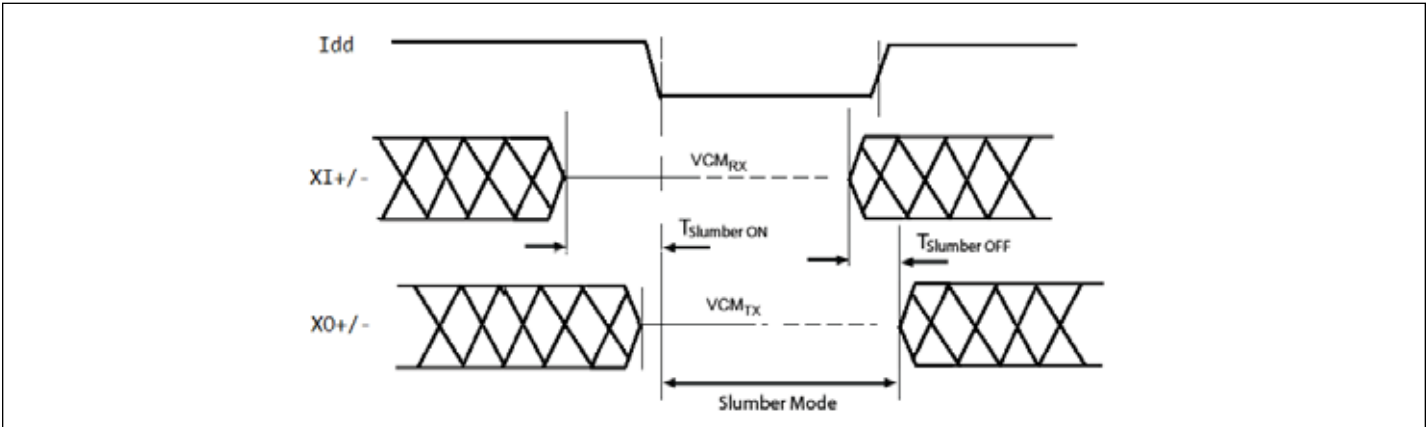 Idd
XI+/-
VCMRX
TSlumber ON
TSlumber OFF
XO+/-
VCMTX
Slumber Mode